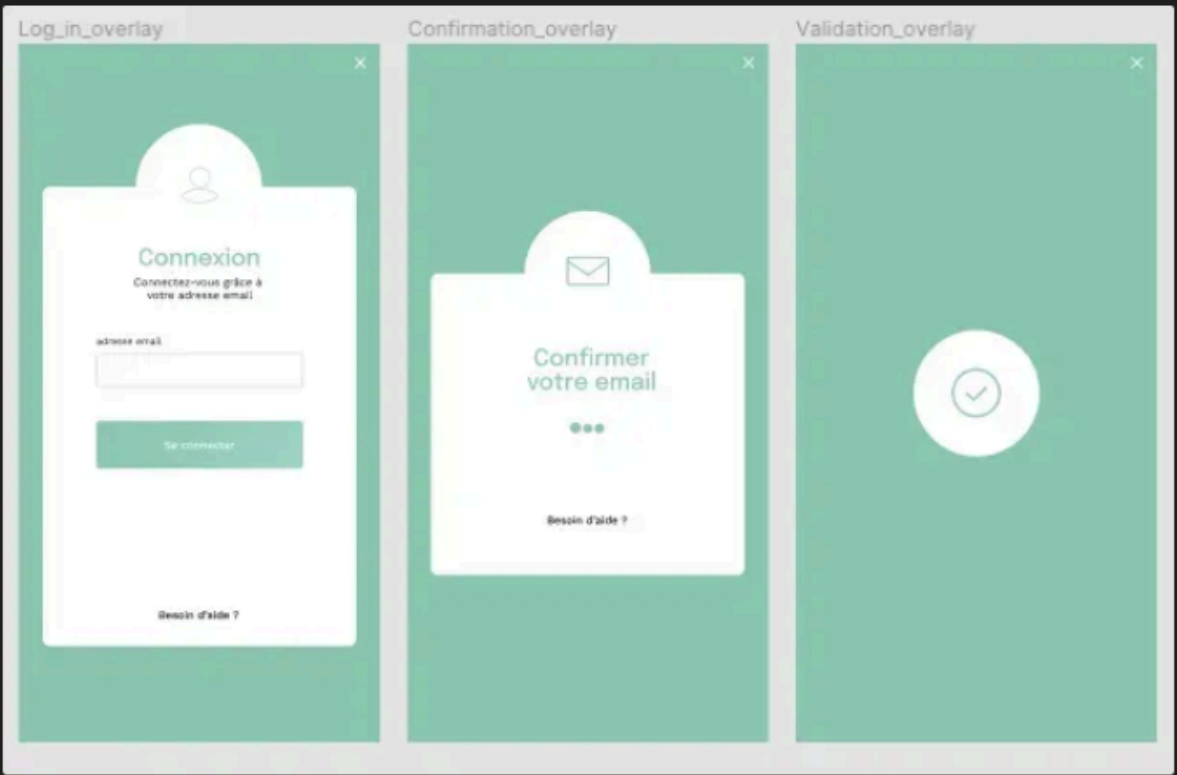 Log_in_overlay
Confirmation_overlay
Validation_overlay
Connexion
Connectez-vous grâce à
votre adresse email
adresse email
Se connecter
Besoin d'aide ?
Confirmer
votre email
Besoin d'aide ?